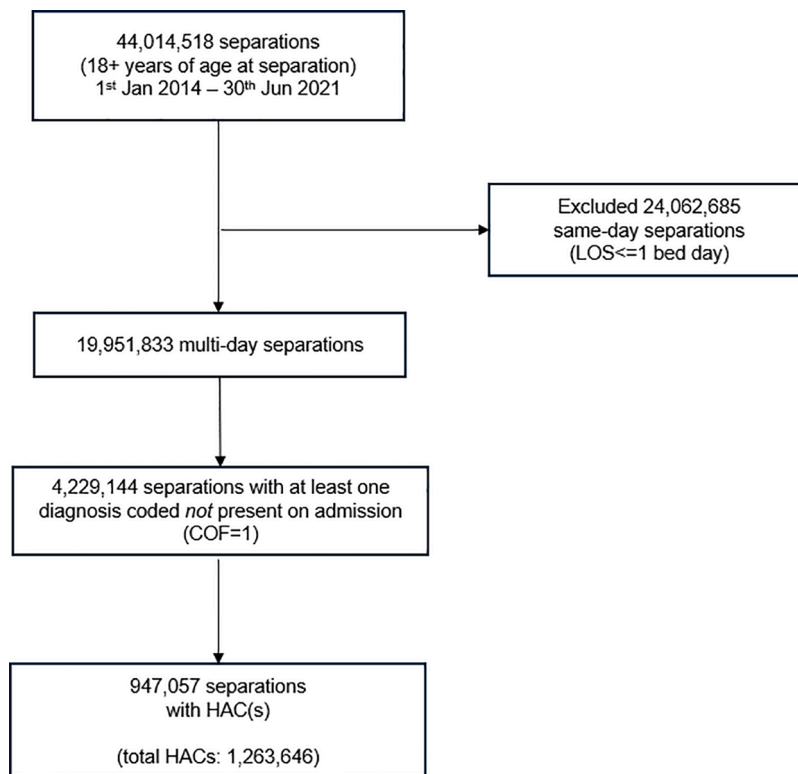 44,014,518 separations
(18+ years of age at separation)
1st Jan 2014 – 30th Jun 2021
Excluded 24,062,685
same-day separations
(LOS<=1 bed day)
19,951,833 multi-day separations
4,229,144 separations with at least one
diagnosis coded not present on admission
(COF=1)
947,057 separations
with HAC(s)
(total HACs: 1,263,646)